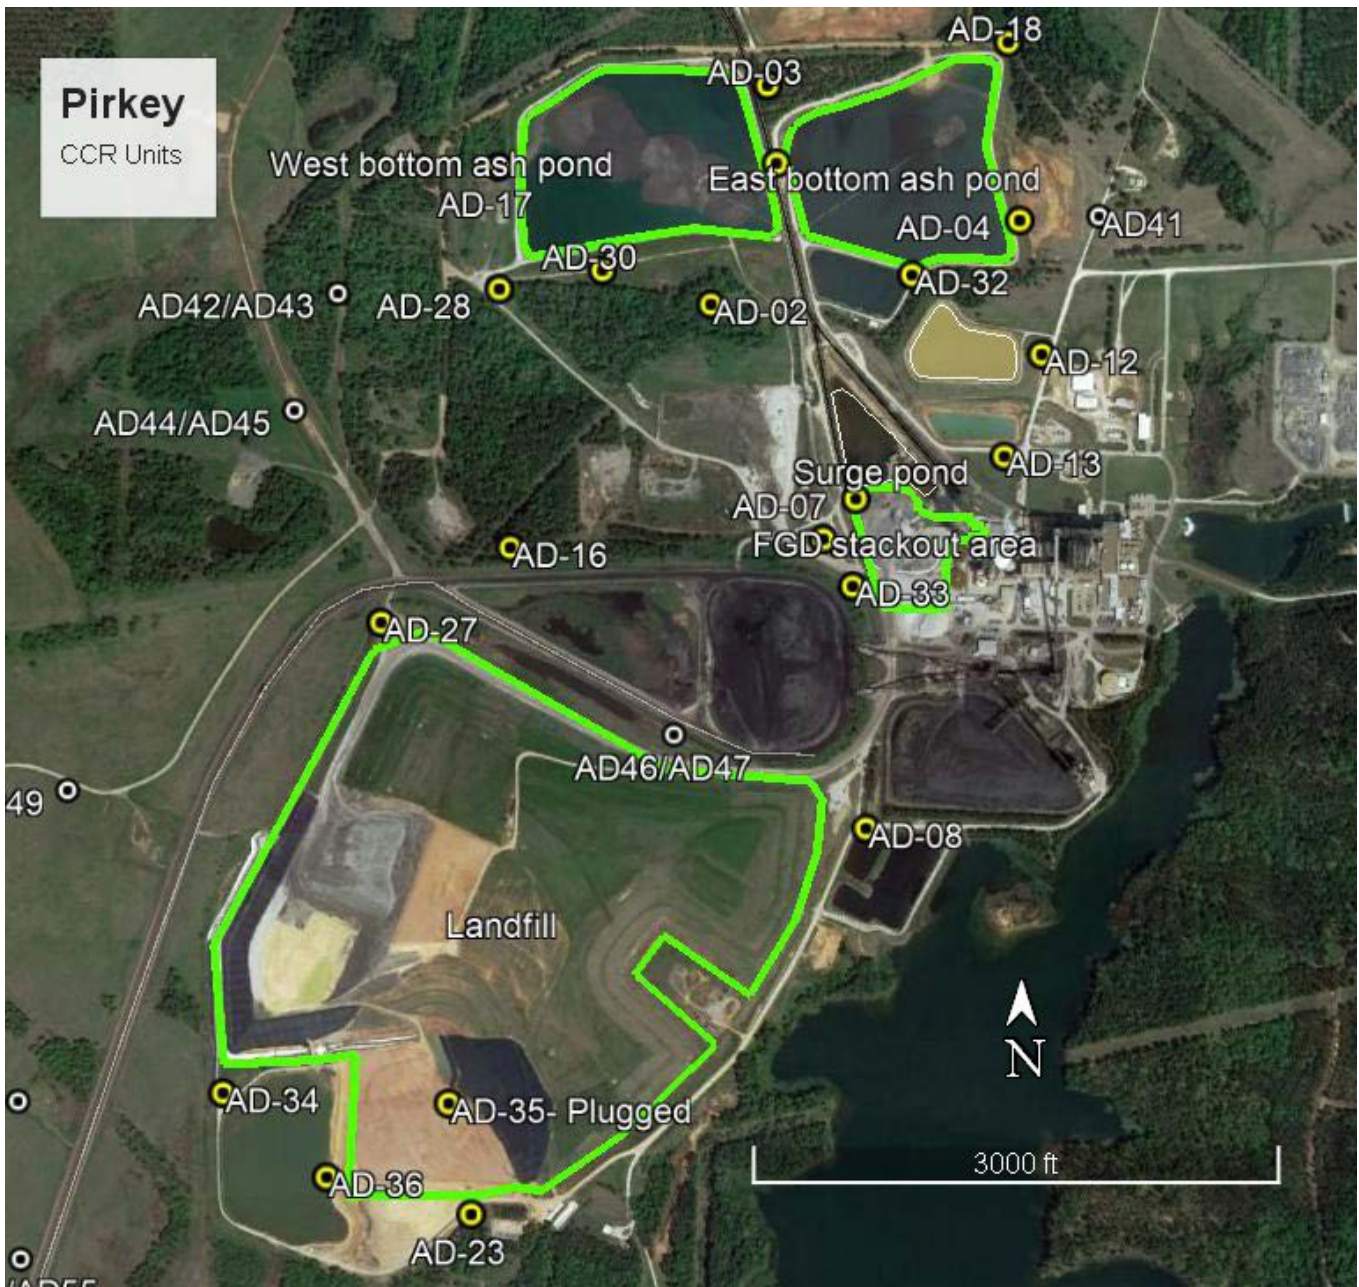 AD-18
AD-03
Pirkey
CCR Units
West bottom ash pond
East bottom ash pond
AD-17
AD-04
AD41
AD-30
AD-32
AD42/AD43
AD-28
AD-02
AD-12
AD44/AD45
AD-13
Surge pond
AD-07
AD-16
FGD stackout area
AD-33
AD-27
AD46/AD47
49
AD-08
Landfill
N
AD-34
AD-35- Plugged
3000 ft
AD-36
AD-23
/AD55